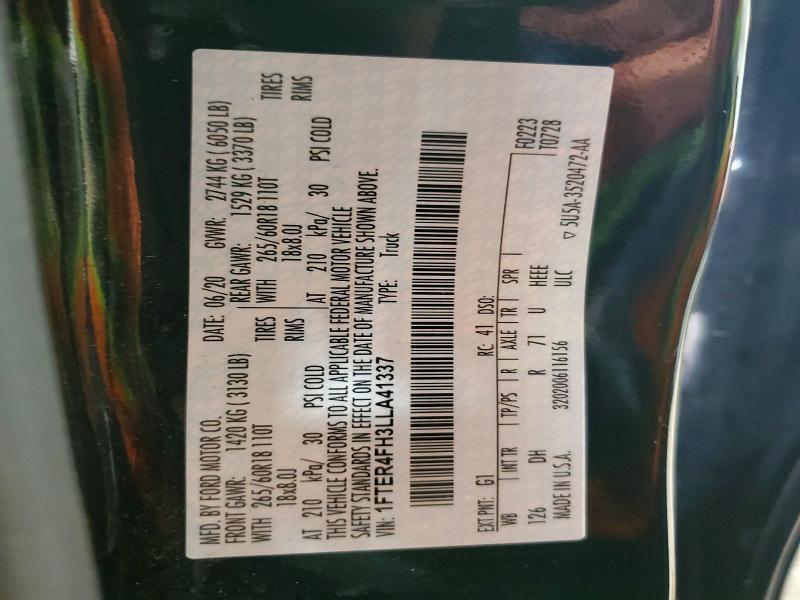 MFD. BY FORD MOTOR CO. DATE: 06/20 GVWR: 2744 KG ( 6050 LB)
FRONT GAWR: 1420 KG ( 3130 LB) REAR GAWR: 1529 KG ( 3370 LB)
WITH 265/60R18 110T TIRES WITH 265/60R18 110T TIRES
18x8.0J RIMS 18x8.0J RIMS
AT 210 kPa/ 30 PSI COLD AT 210 kPa/ 30 PSI COLD
THIS VEHICLE CONFORMS TO ALL APPLICABLE FEDERAL MOTOR VEHICLE
SAFETY STANDARDS IN EFFECT ON THE DATE OF MANUFACTURE SHOWN ABOVE.
VIN: 1FTER4FH3LLA41337 TYPE: Truck
EXT PNT: G1 RC: 41 DSO: F0223
WB INT TR TP/PS R AXLE TR SPR T0728
126 DH R 71 U HEEE
MADE IN U.S.A. 3202006116156 ULC ▽ 5U5A-3520472-AA